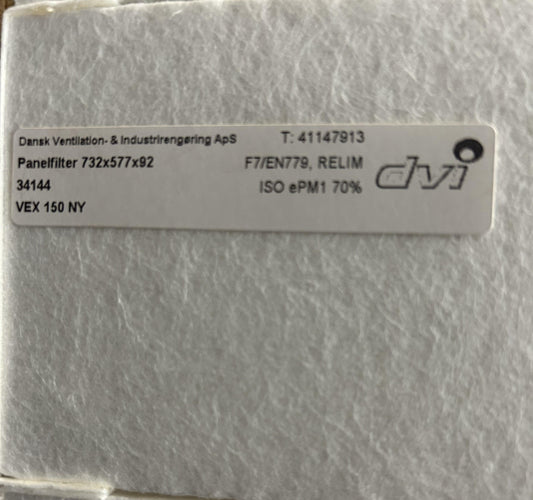 Dansk Ventilation- & Industrirengøring ApS
T: 41147913
Panelfilter 732x577x92
F7/EN779, RELIM
34144
ISO ePM1 70%
VEX 150 NY
dvi